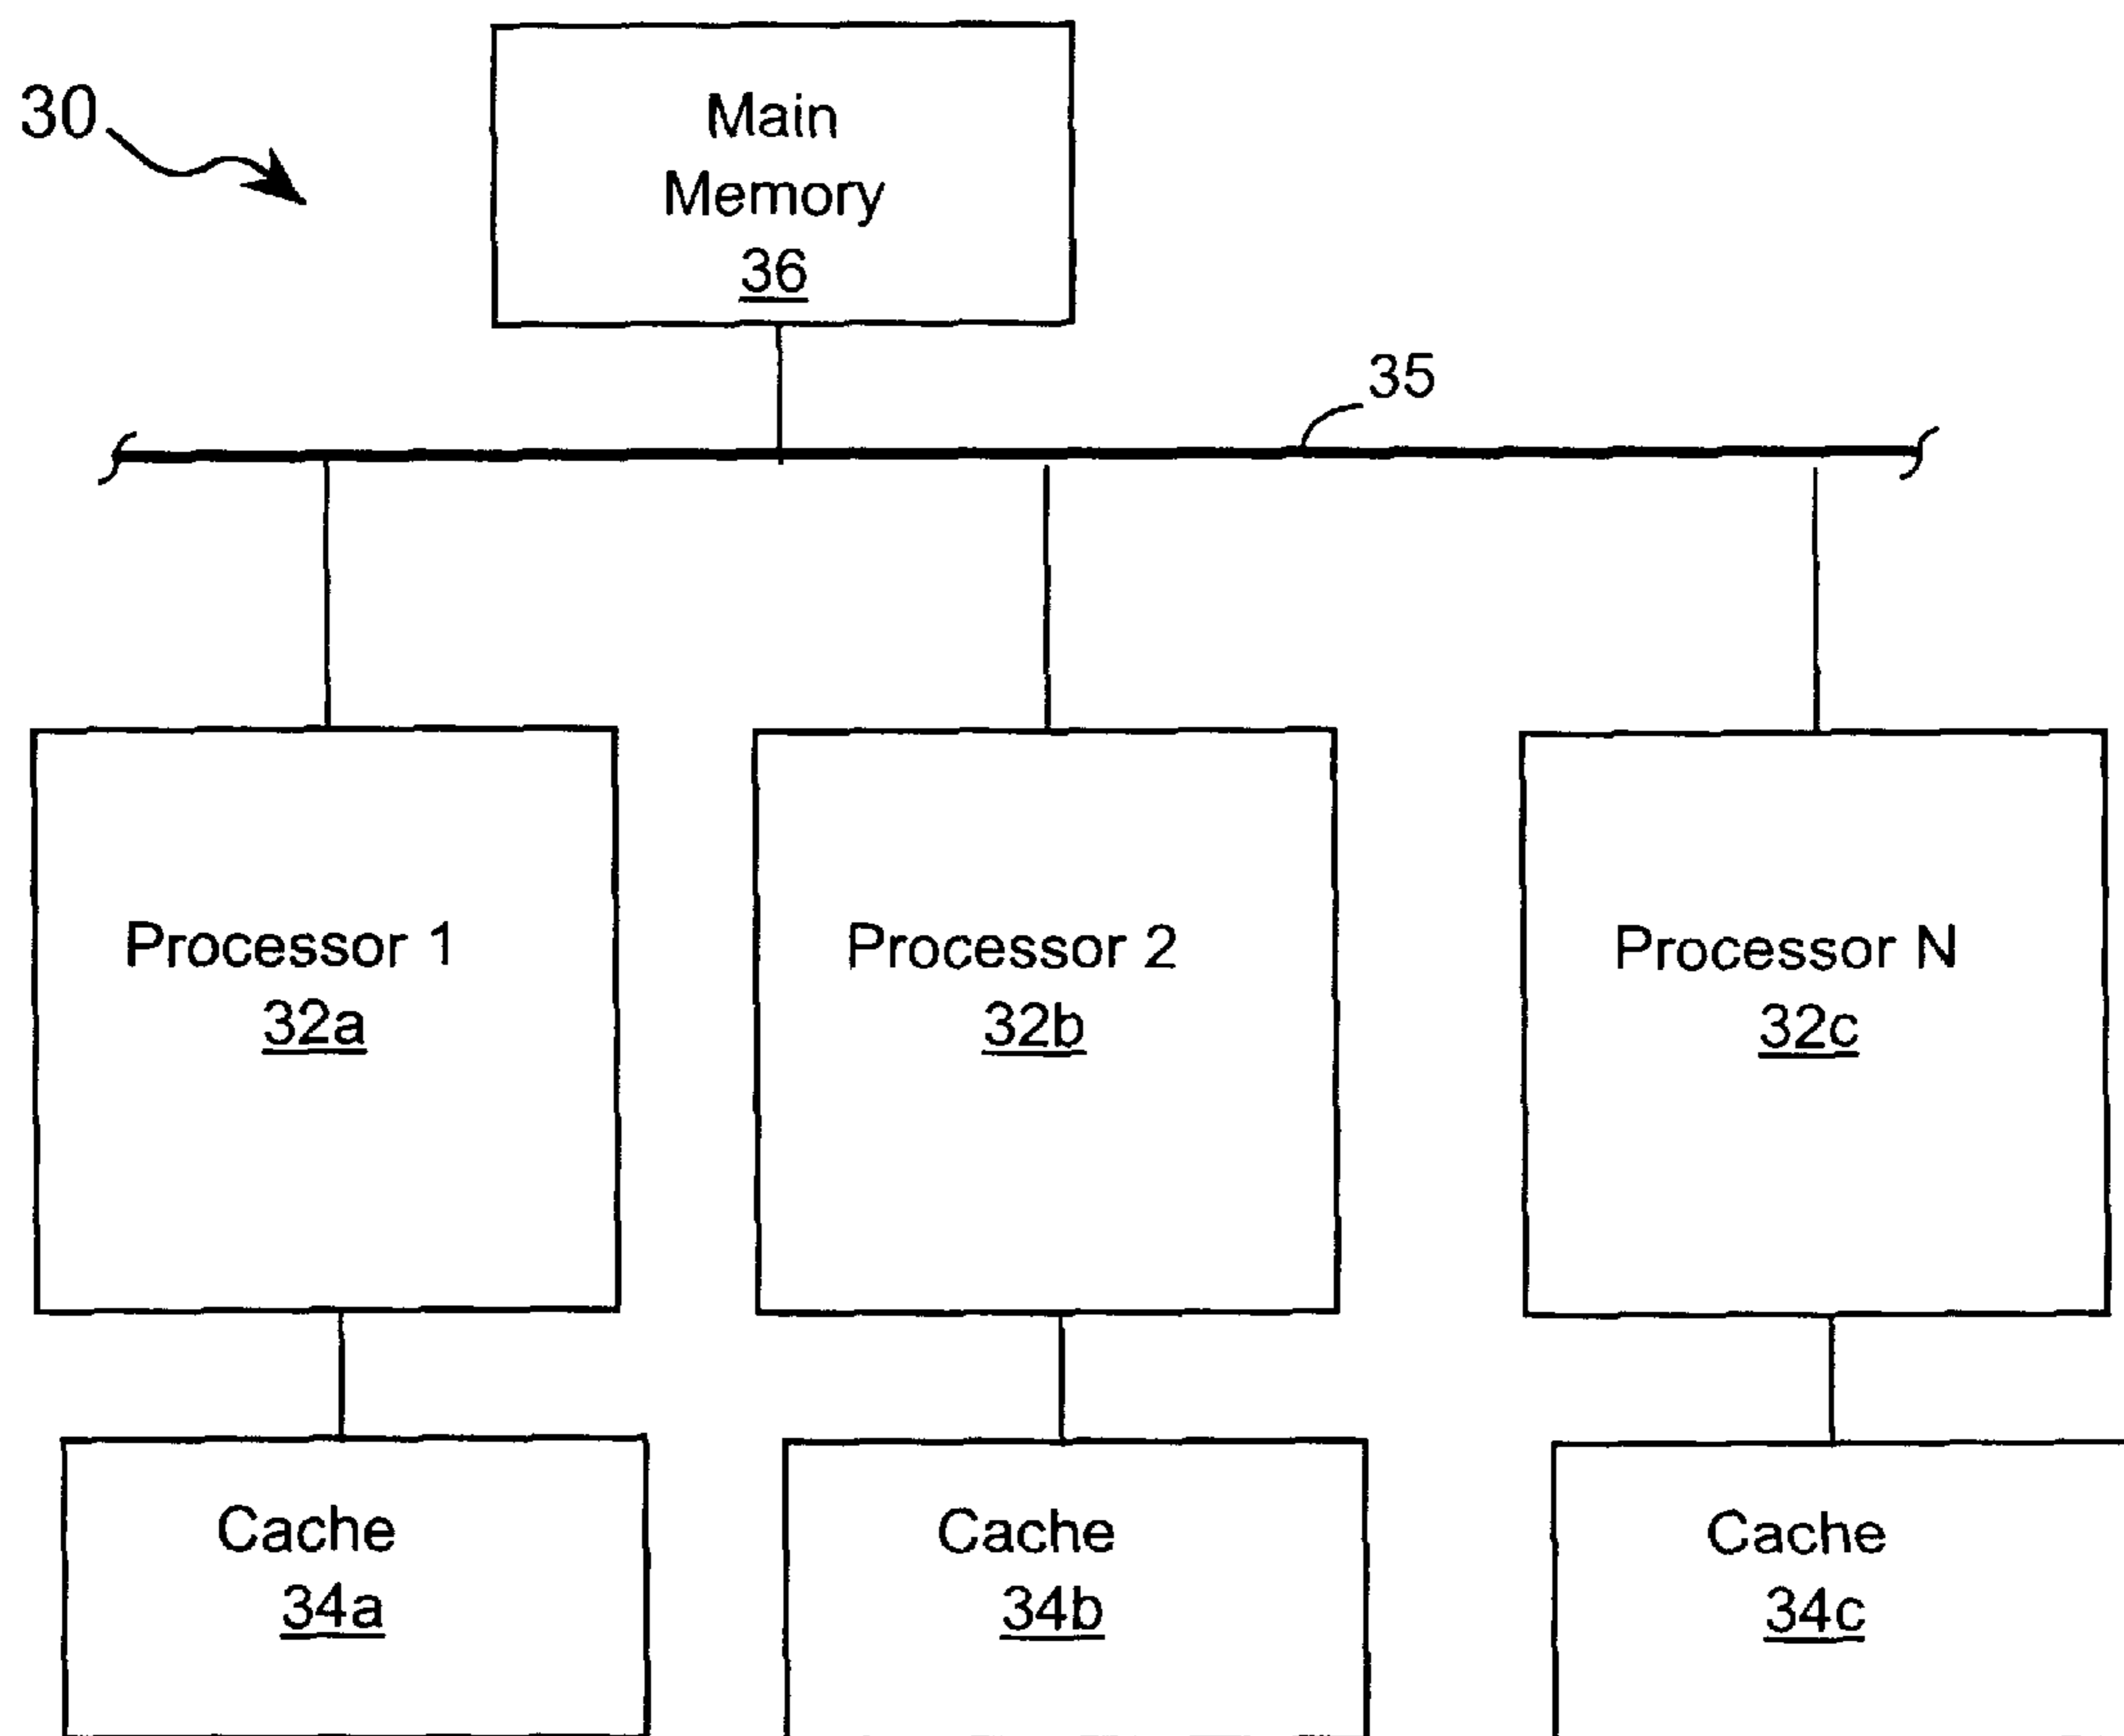 30
Main
Memory
36
35
Processor 1
32a
Processor 2
32b
Processor N
32c
Cache
34a
Cache
34b
Cache
34c